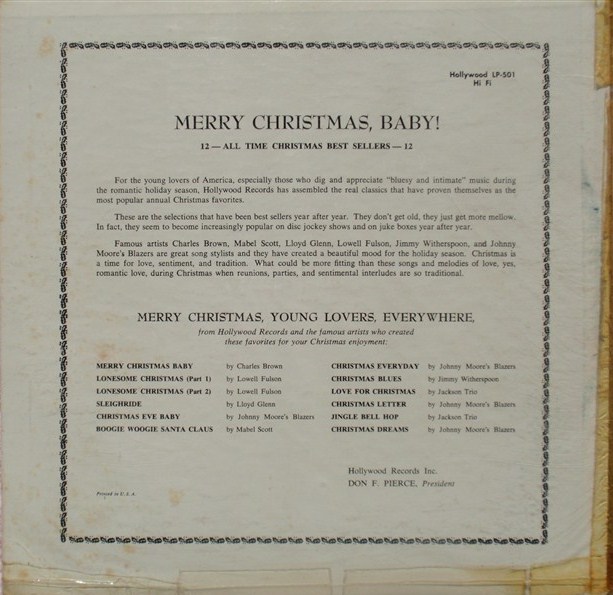 Hollywood LP-501
Hi Fi
MERRY CHRISTMAS, BABY!
12 — ALL TIME CHRISTMAS BEST SELLERS — 12
For the young lovers of America, especially those who dig and appreciate "bluesy and intimate" music during
the romantic holiday season, Hollywood Records has assembled the real classics that have proven themselves as the
most popular annual Christmas favorites.
These are the selections that have been best sellers year after year. They don't get old, they just get more mellow.
In fact, they seem to become increasingly popular on disc jockey shows and on juke boxes year after year.
Famous artists Charles Brown, Mabel Scott, Lloyd Glenn, Lowell Fulson, Jimmy Witherspoon, and Johnny
Moore's Blazers are great song stylists and they have created a beautiful mood for the holiday season. Christmas is
a time for love, sentiment, and tradition. What could be more fitting than these songs and melodies of love, yes,
romantic love, during Christmas when reunions, parties, and sentimental interludes are so traditional.
MERRY CHRISTMAS, YOUNG LOVERS, EVERYWHERE,
from Hollywood Records and the famous artists who created
these favorites for your Christmas enjoyment:
MERRY CHRISTMAS BABY by Charles Brown
LONESOME CHRISTMAS (Part 1) by Lowell Fulson
LONESOME CHRISTMAS (Part 2) by Lowell Fulson
SLEIGHRIDE by Lloyd Glenn
CHRISTMAS EVE BABY by Johnny Moore's Blazers
BOOGIE WOOGIE SANTA CLAUS by Mabel Scott
CHRISTMAS EVERYDAY by Johnny Moore's Blazers
CHRISTMAS BLUES by Jimmy Witherspoon
LOVE FOR CHRISTMAS by Jackson Trio
CHRISTMAS LETTER by Johnny Moore's Blazers
JINGLE BELL HOP by Jackson Trio
CHRISTMAS DREAMS by Johnny Moore's Blazers
Hollywood Records Inc.
DON F. PIERCE, President
Printed in U.S.A.